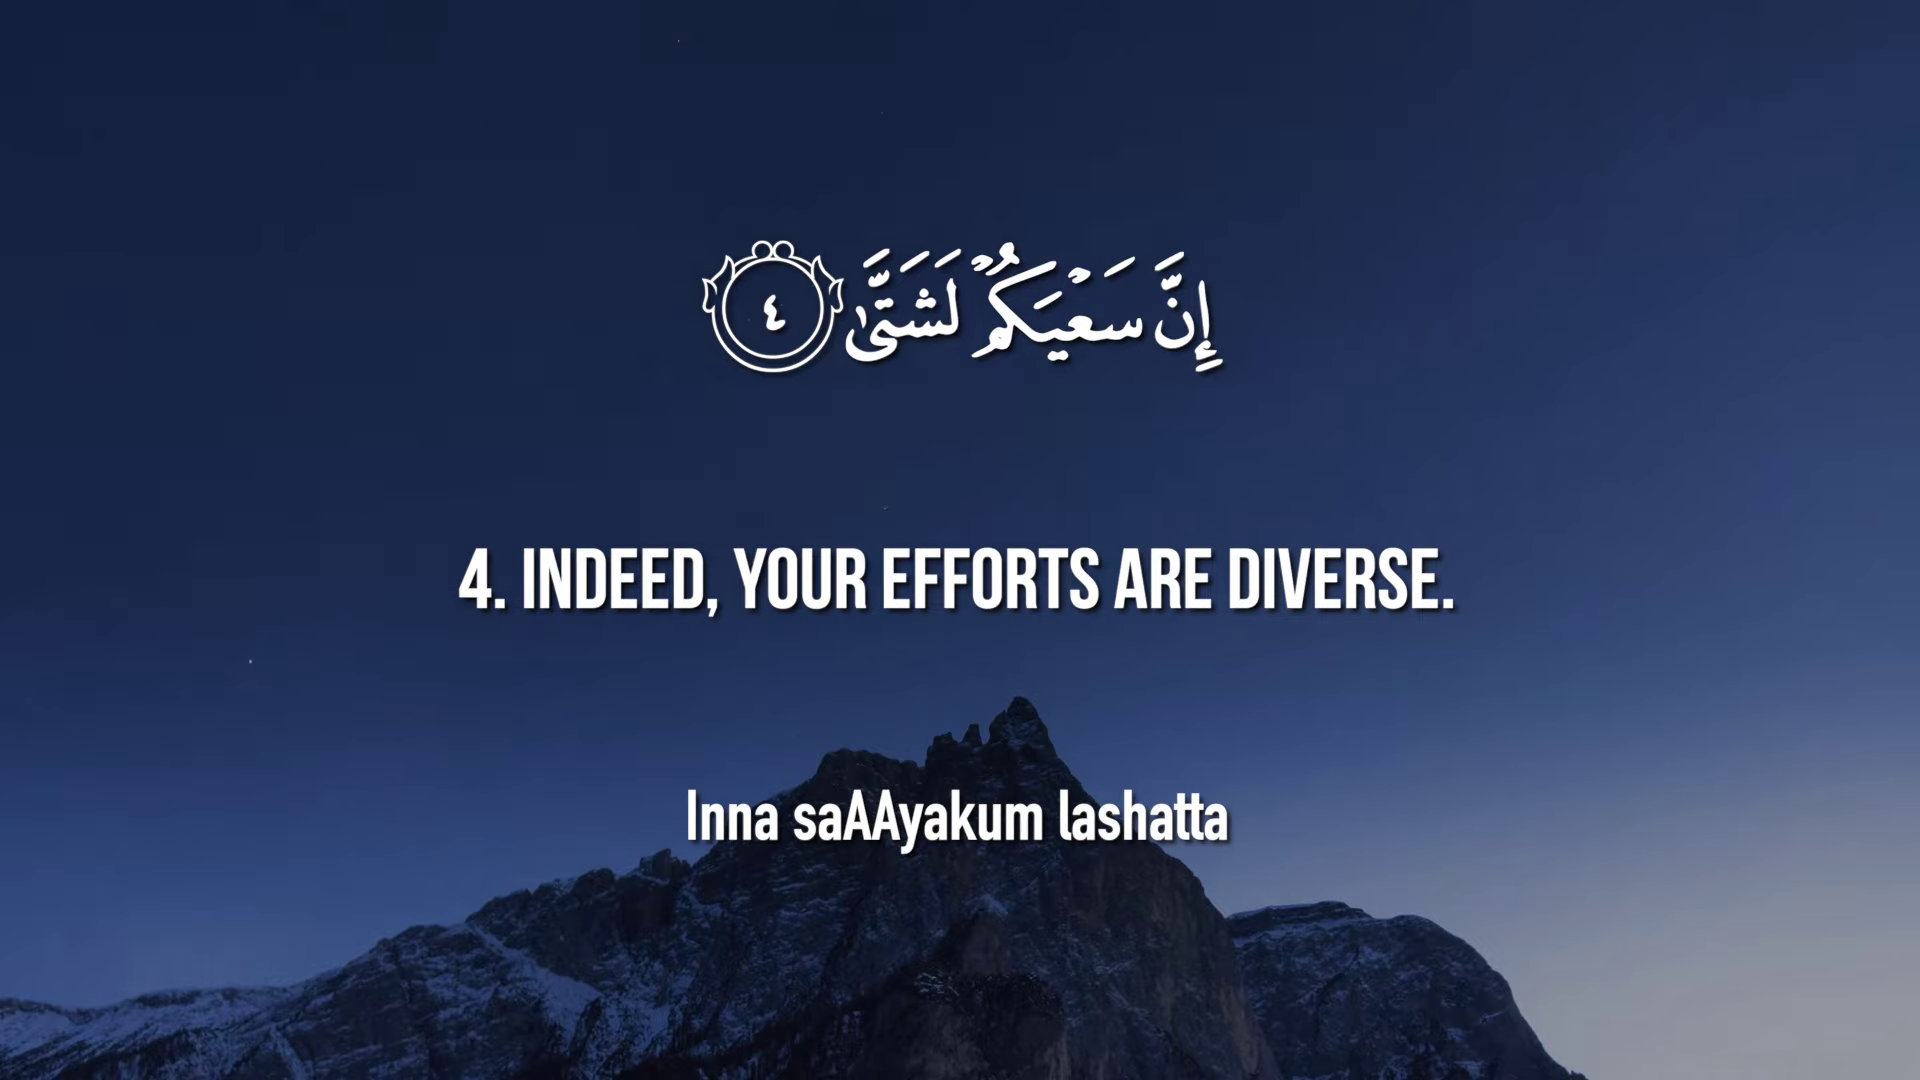 إِنَّ سَعْيَكُمْ لَشَتَّىٰ ٤
4. INDEED, YOUR EFFORTS ARE DIVERSE.
Inna saAAyakum lashatta